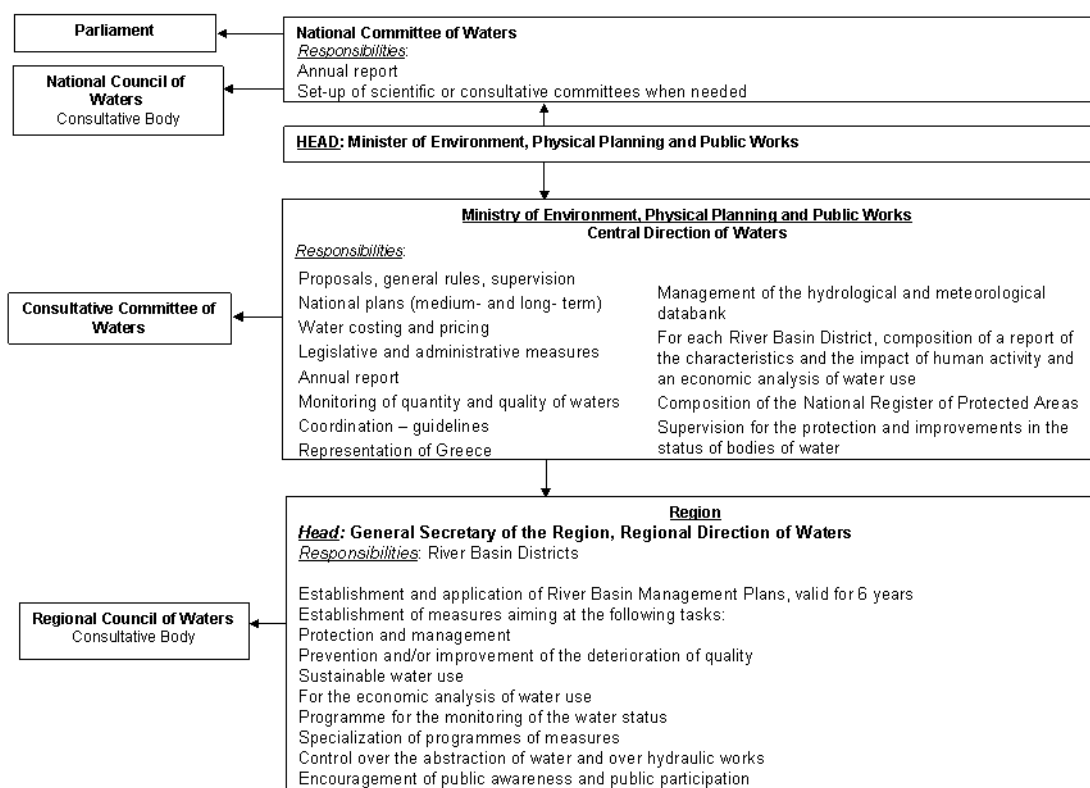 Parliament
National Committee of Waters
Responsibilities:
Annual report
Set-up of scientific or consultative committees when needed
National Council of
Waters
Consultative Body
HEAD: Minister of Environment, Physical Planning and Public Works
Ministry of Environment, Physical Planning and Public Works
Central Direction of Waters
Responsibilities:
Proposals, general rules, supervision
National plans (medium- and long- term)
Water costing and pricing
Legislative and administrative measures
Annual report
Monitoring of quantity and quality of waters
Coordination – guidelines
Representation of Greece
Management of the hydrological and meteorological
databank
For each River Basin District, composition of a report of
the characteristics and the impact of human activity and
an economic analysis of water use
Composition of the National Register of Protected Areas
Supervision for the protection and improvements in the
status of bodies of water
Consultative Committee of
Waters
Region
Head: General Secretary of the Region, Regional Direction of Waters
Responsibilities: River Basin Districts
Establishment and application of River Basin Management Plans, valid for 6 years
Establishment of measures aiming at the following tasks:
Protection and management
Prevention and/or improvement of the deterioration of quality
Sustainable water use
For the economic analysis of water use
Programme for the monitoring of the water status
Specialization of programmes of measures
Control over the abstraction of water and over hydraulic works
Encouragement of public awareness and public participation
Regional Council of Waters
Consultative Body